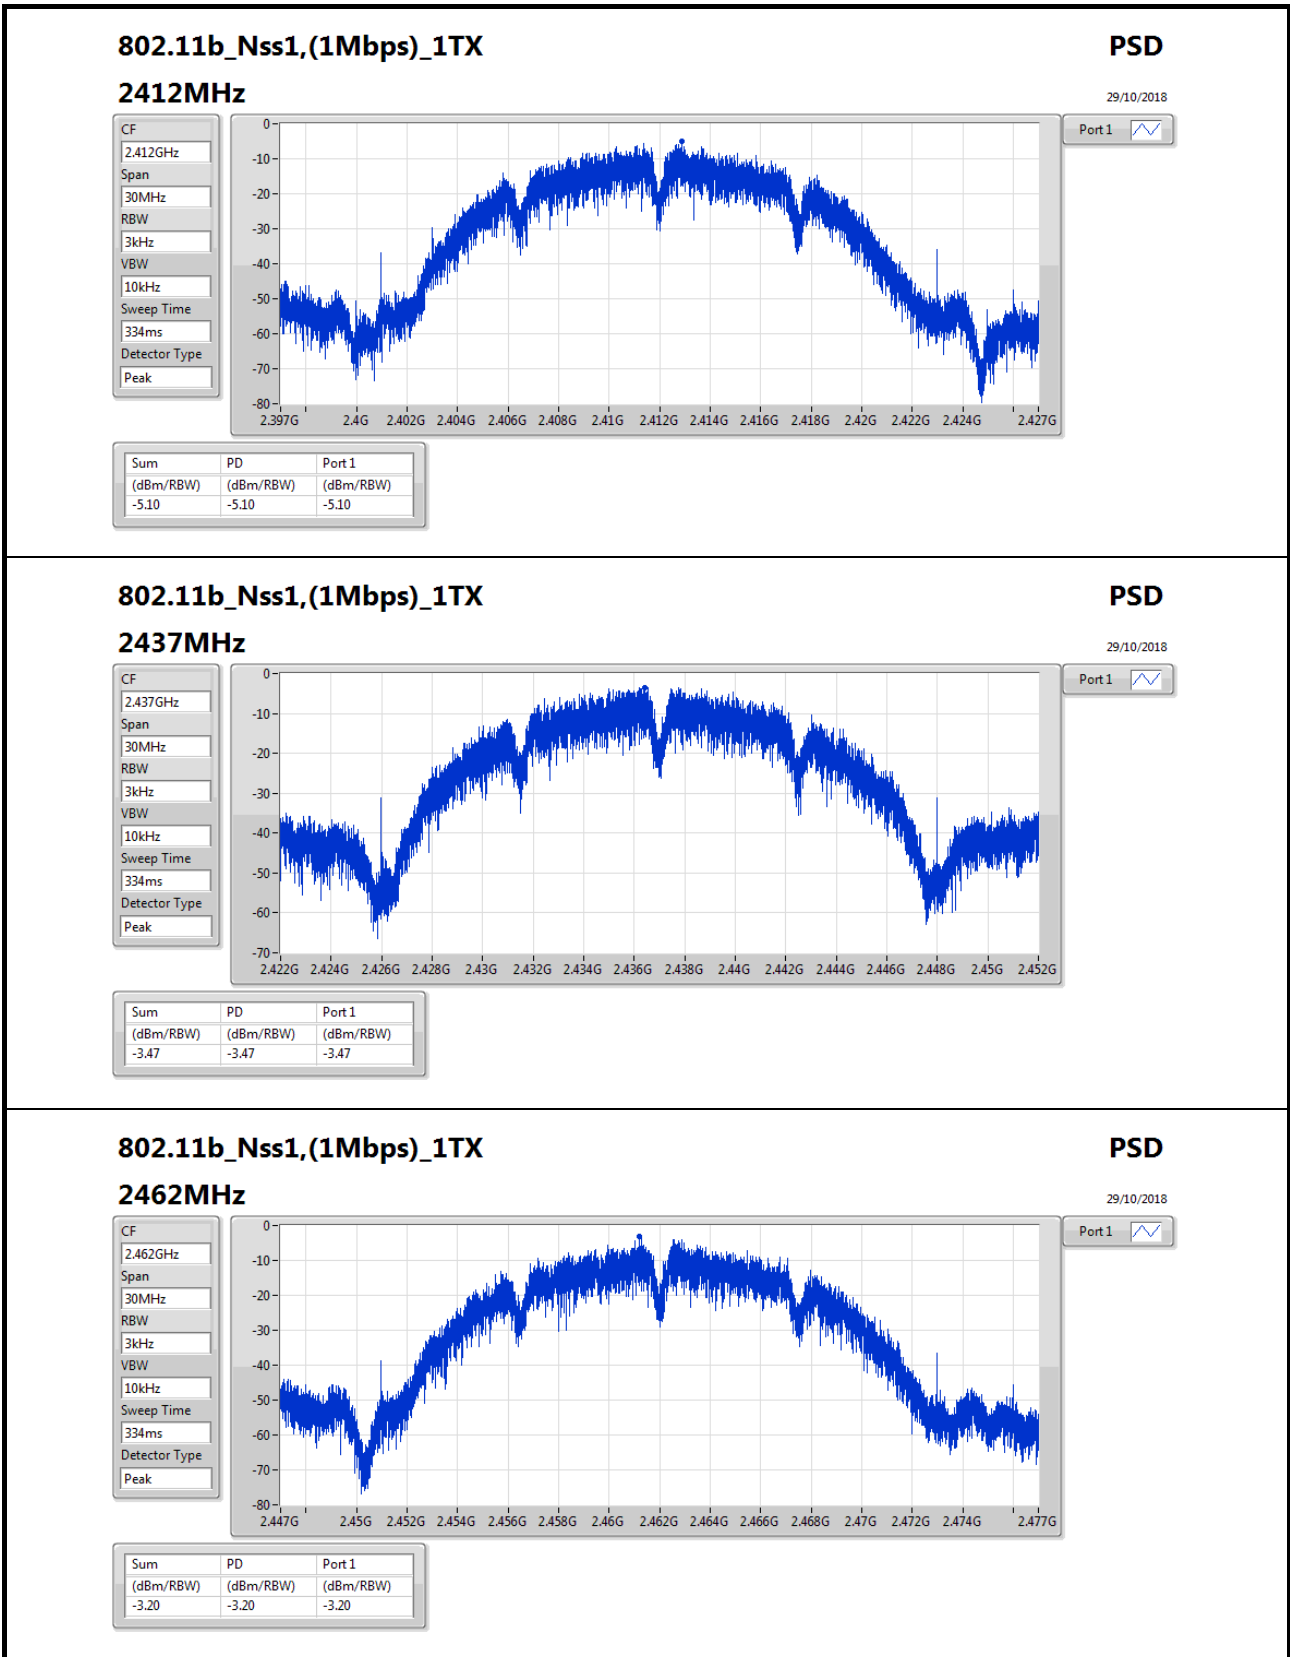 802.11b_Nss1,(1Mbps)_1TX PSD
2412MHz 29/10/2018
CF
2.412GHz
Span
30MHz
RBW
3kHz
VBW
10kHz
Sweep Time
334ms
Detector Type
Peak
0
-10
-20
-30
-40
-50
-60
-70
-80
2.397G 2.4G 2.402G 2.404G 2.406G 2.408G 2.41G 2.412G 2.414G 2.416G 2.418G 2.42G 2.422G 2.424G 2.427G
Port 1
Sum PD Port 1
(dBm/RBW) (dBm/RBW) (dBm/RBW)
-5.10 -5.10 -5.10
802.11b_Nss1,(1Mbps)_1TX PSD
2437MHz 29/10/2018
CF
2.437GHz
Span
30MHz
RBW
3kHz
VBW
10kHz
Sweep Time
334ms
Detector Type
Peak
0
-10
-20
-30
-40
-50
-60
-70
2.422G 2.424G 2.426G 2.428G 2.43G 2.432G 2.434G 2.436G 2.438G 2.44G 2.442G 2.444G 2.446G 2.448G 2.45G 2.452G
Port 1
Sum PD Port 1
(dBm/RBW) (dBm/RBW) (dBm/RBW)
-3.47 -3.47 -3.47
802.11b_Nss1,(1Mbps)_1TX PSD
2462MHz 29/10/2018
CF
2.462GHz
Span
30MHz
RBW
3kHz
VBW
10kHz
Sweep Time
334ms
Detector Type
Peak
0
-10
-20
-30
-40
-50
-60
-70
-80
2.447G 2.45G 2.452G 2.454G 2.456G 2.458G 2.46G 2.462G 2.464G 2.466G 2.468G 2.47G 2.472G 2.474G 2.477G
Port 1
Sum PD Port 1
(dBm/RBW) (dBm/RBW) (dBm/RBW)
-3.20 -3.20 -3.20